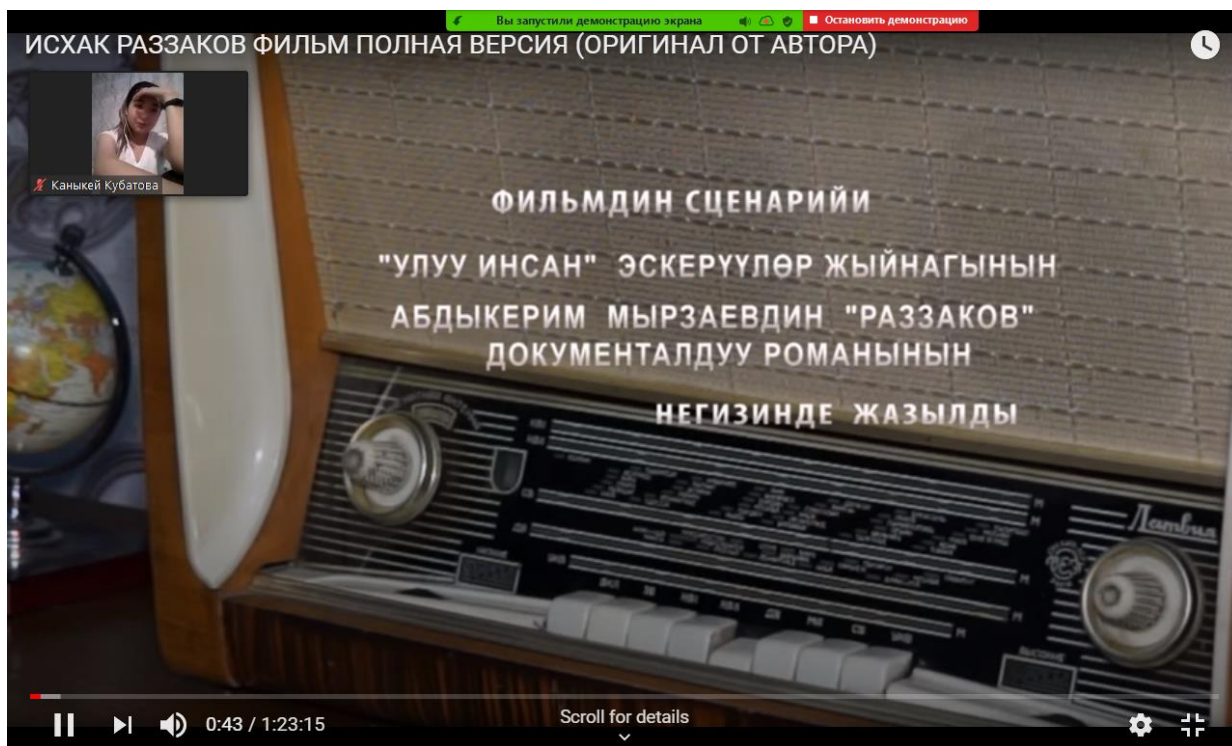 Вы запустили демонстрацию экрана
Остановить демонстрацию
ИСХАК РАЗЗАКОВ ФИЛЬМ ПОЛНАЯ ВЕРСИЯ (ОРИГИНАЛ ОТ АВТОРА)
Каныкей Кубатова
ФИЛЬМДИН СЦЕНАРИЙИ
"УЛУУ ИНСАН" ЭСКЕРҮҮЛӨР ЖЫЙНАГЫНЫН
АБДЫКЕРИМ МЫРЗАЕВДИН "РАЗЗАКОВ"
ДОКУМЕНТАЛДУУ РОМАНЫНЫН
НЕГИЗИНДЕ ЖАЗЫЛДЫ
Латвия
0:43 / 1:23:15
Scroll for details